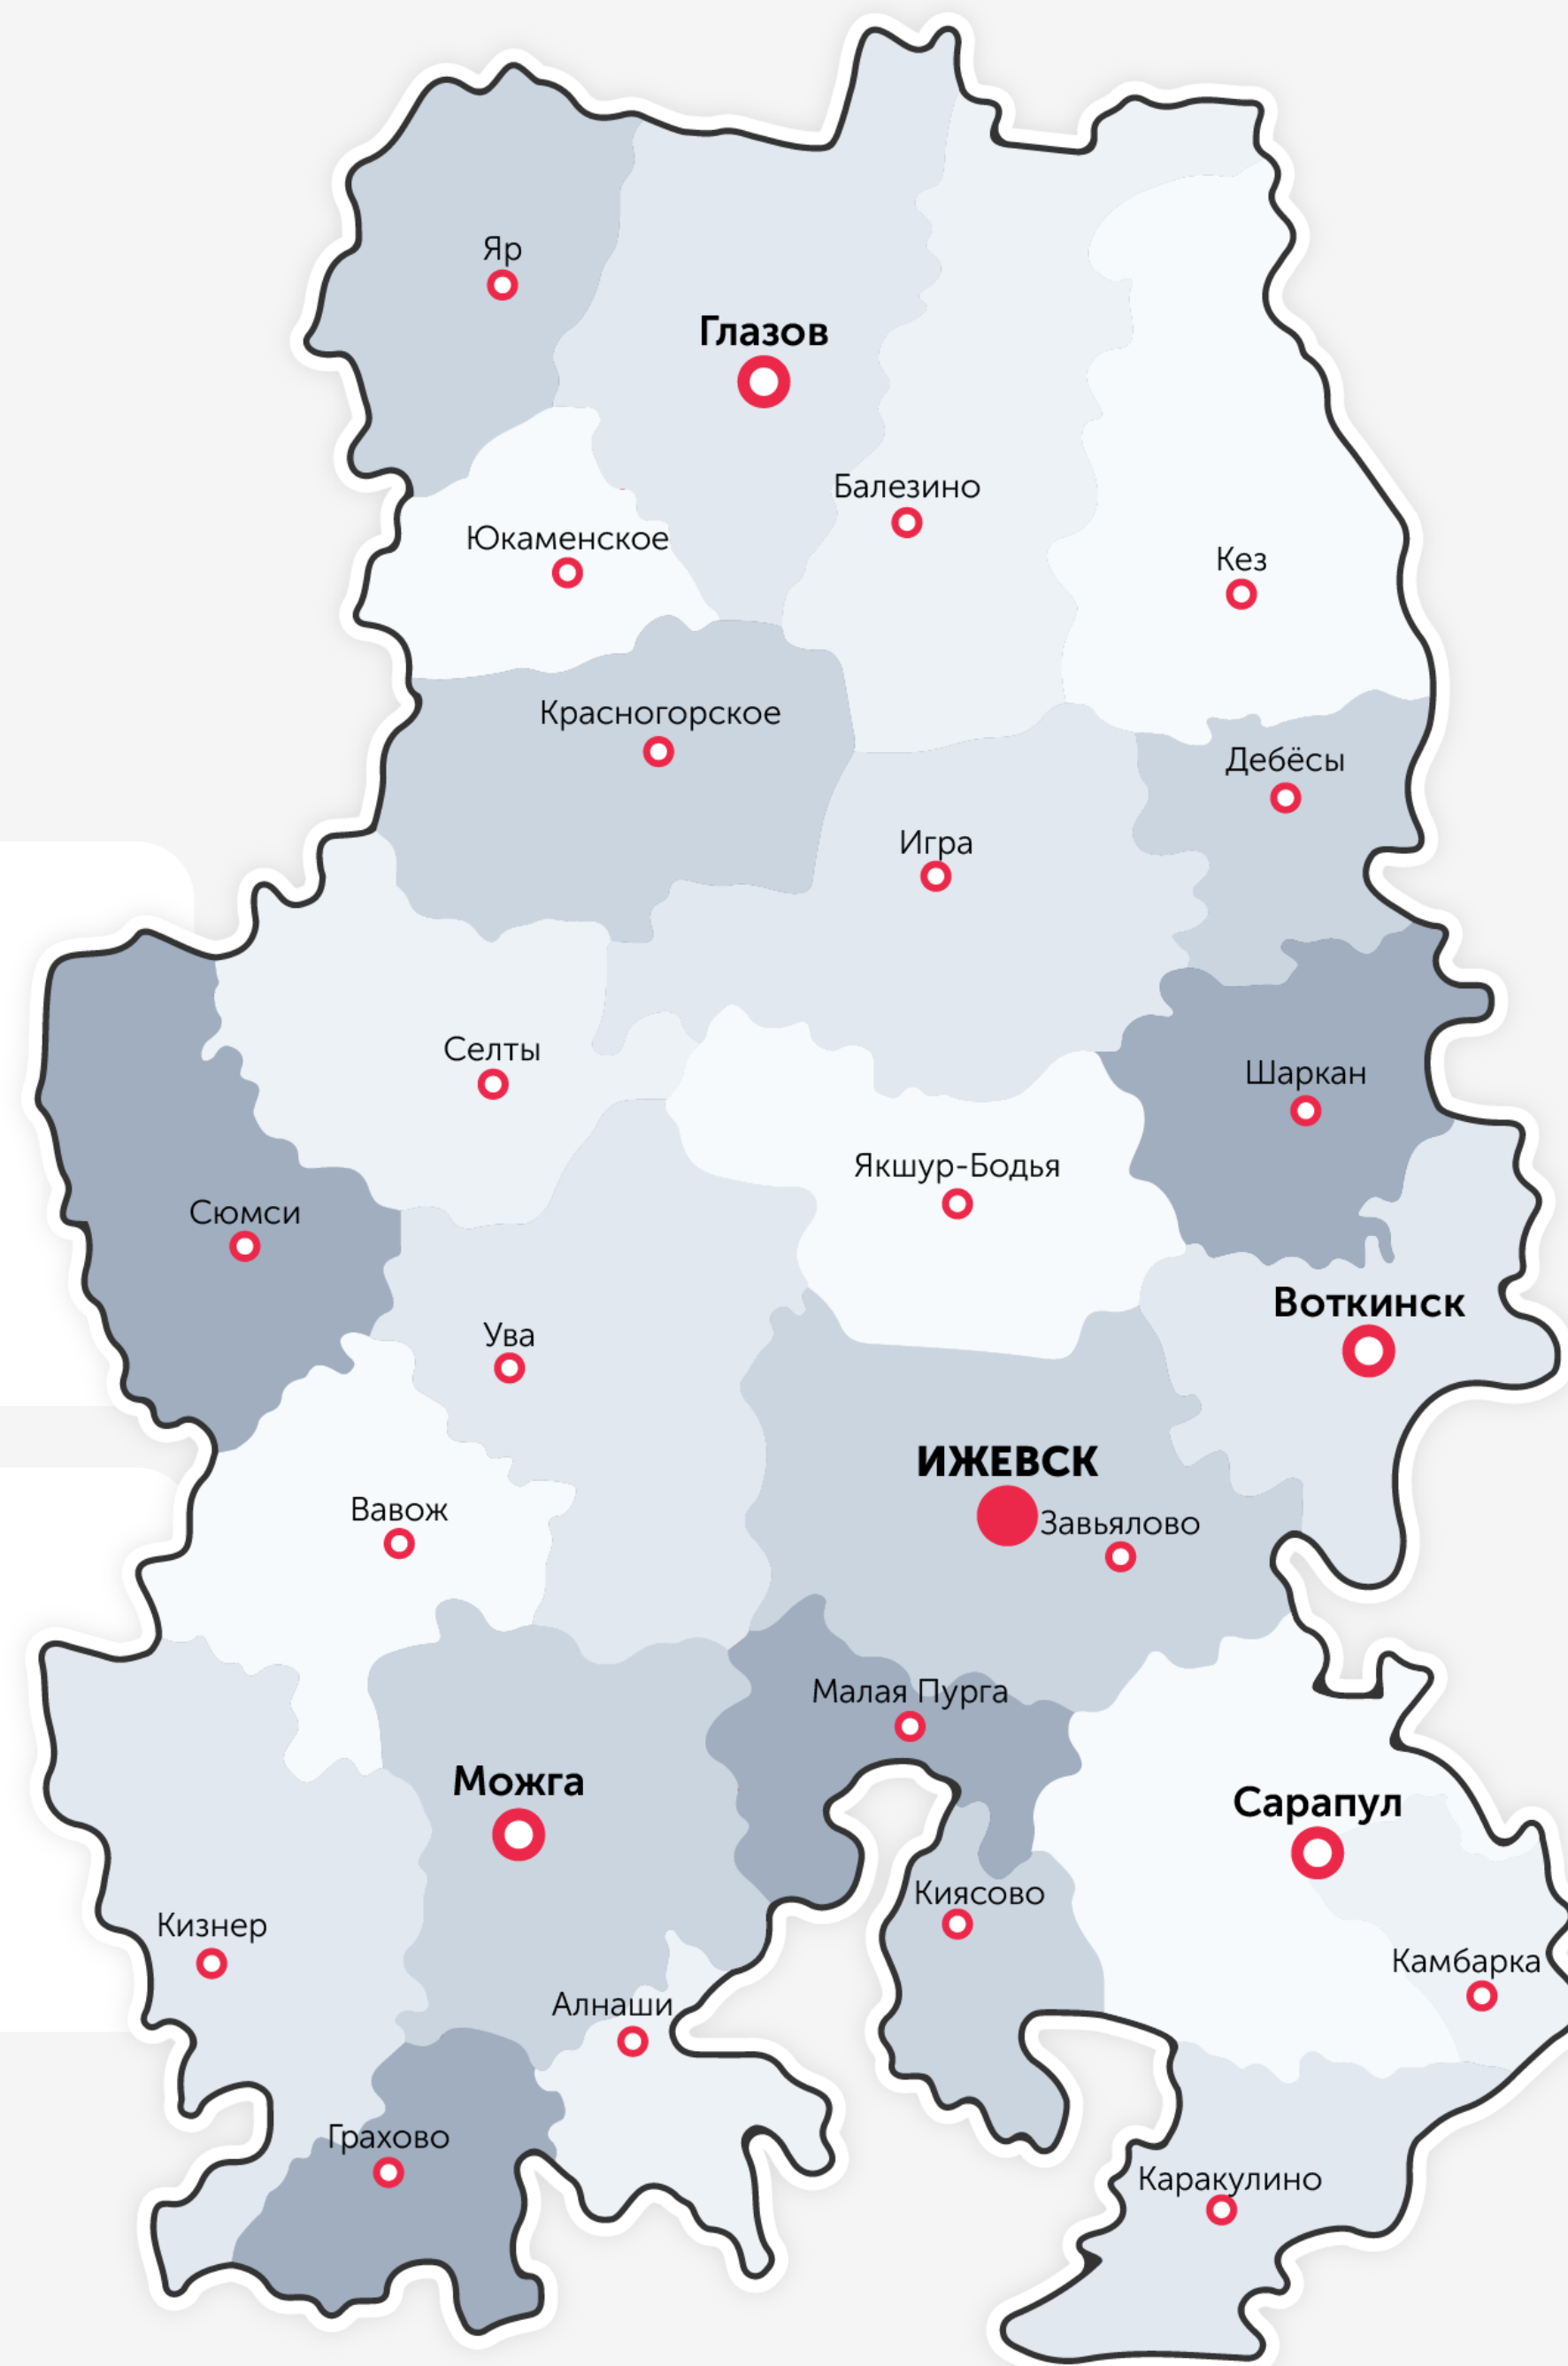 Яр
Глазов
Балезино
Юкаменское
Кез
Красногорское
Дебёсы
Игра
Селты
Шаркан
Якшур-Бодья
Сюмси
Воткинск
Ува
ИЖЕВСК
Вавож
Завьялово
Малая Пурга
Можга
Сарапул
Киясово
Кизнер
Камбарка
Алнаши
Грахово
Каракулино